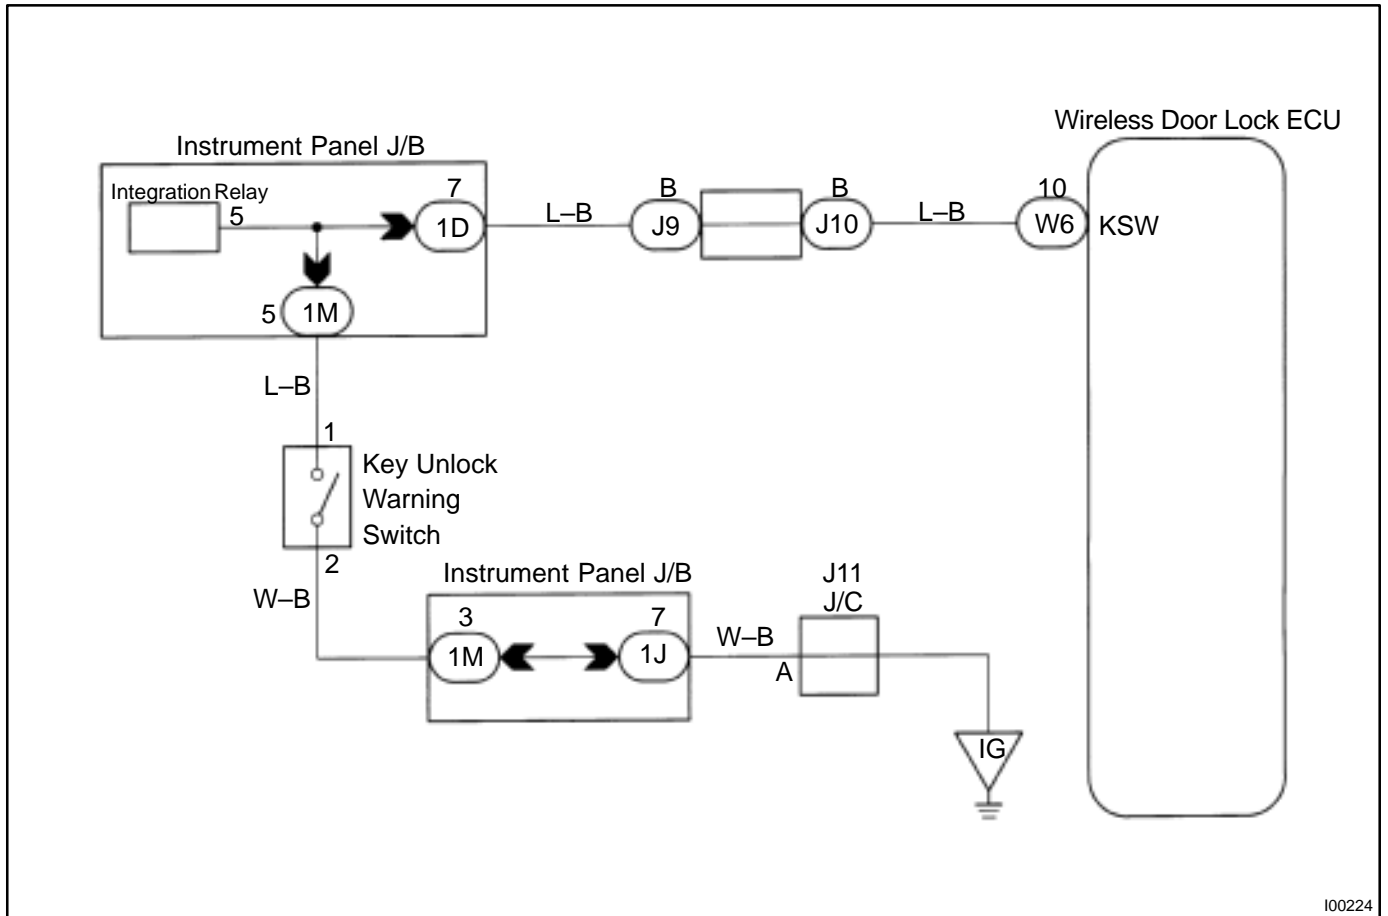 Wireless Door Lock ECU
Instrument Panel J/B
Integration Relay
5
7
1D
L–B
B
J9
B
J10
L–B
10
W6
KSW
5
1M
L–B
1
Key Unlock
Warning
Switch
2
W–B
Instrument Panel J/B
3
1M
7
1J
W–B
J11
J/C
A
IG
I00224